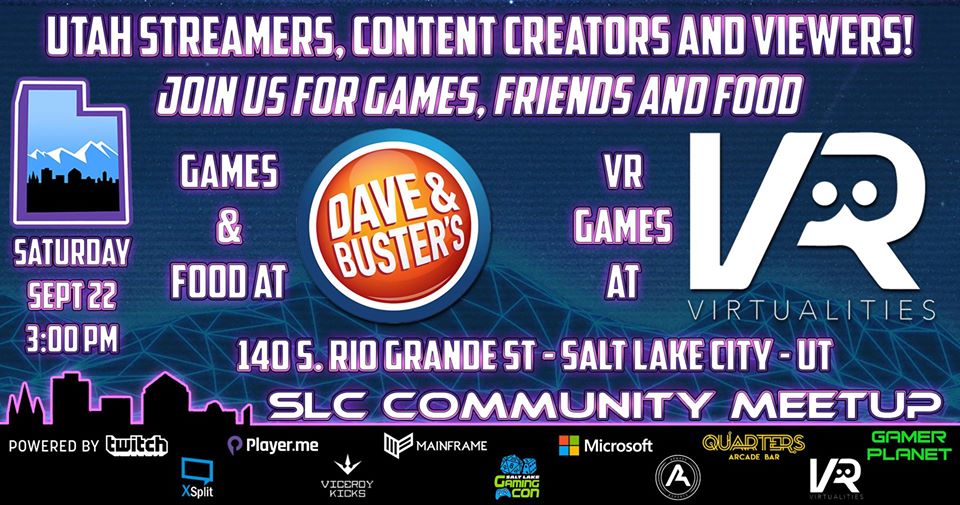 UTAH STREAMERS, CONTENT CREATORS AND VIEWERS!
JOIN US FOR GAMES, FRIENDS AND FOOD
SATURDAY
SEPT 22
3:00 PM
GAMES
&
FOOD AT
DAVE &
BUSTER'S
VR
GAMES
AT
VR
VIRTUALITIES
140 S. RIO GRANDE ST - SALT LAKE CITY - UT
SLC COMMUNITY MEETUP
POWERED BY twitch
Player.me
MAINFRAME
Microsoft
QUARTERS
ARCADE BAR
GAMER
PLANET
XSplit
VICEROY
KICKS
SALT LAKE
GamiNG
CON
A
VR
VIRTUALITIES